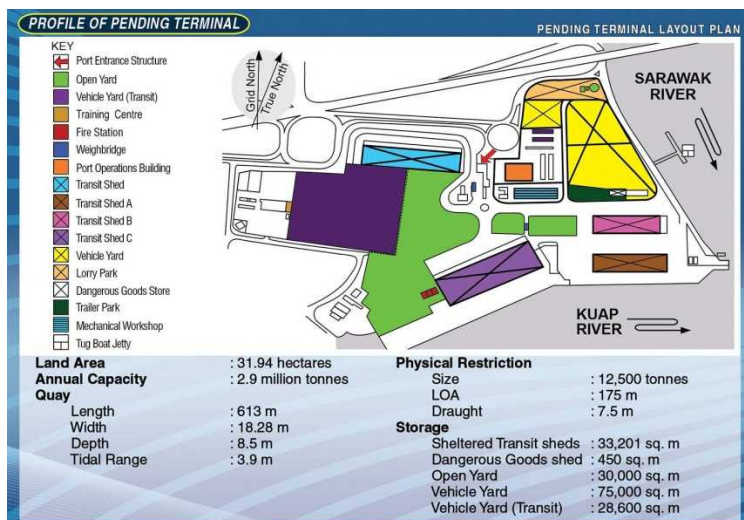 PROFILE OF PENDING TERMINAL
PENDING TERMINAL LAYOUT PLAN
KEY
Port Entrance Structure
Open Yard
Vehicle Yard (Transit)
Training Centre
Fire Station
Weighbridge
Port Operations Building
Transit Shed
Transit Shed A
Transit Shed B
Transit Shed C
Vehicle Yard
Lorry Park
Dangerous Goods Store
Trailer Park
Mechanical Workshop
Tug Boat Jetty
Grid North
True North
SARAWAK
RIVER
KUAP
RIVER
Land Area : 31.94 hectares
Annual Capacity : 2.9 million tonnes
Quay
Length : 613 m
Width : 18.28 m
Depth : 8.5 m
Tidal Range : 3.9 m
Physical Restriction
Size : 12,500 tonnes
LOA : 175 m
Draught : 7.5 m
Storage
Sheltered Transit sheds : 33,201 sq. m
Dangerous Goods shed : 450 sq. m
Open Yard : 30,000 sq. m
Vehicle Yard : 75,000 sq. m
Vehicle Yard (Transit) : 28,600 sq. m